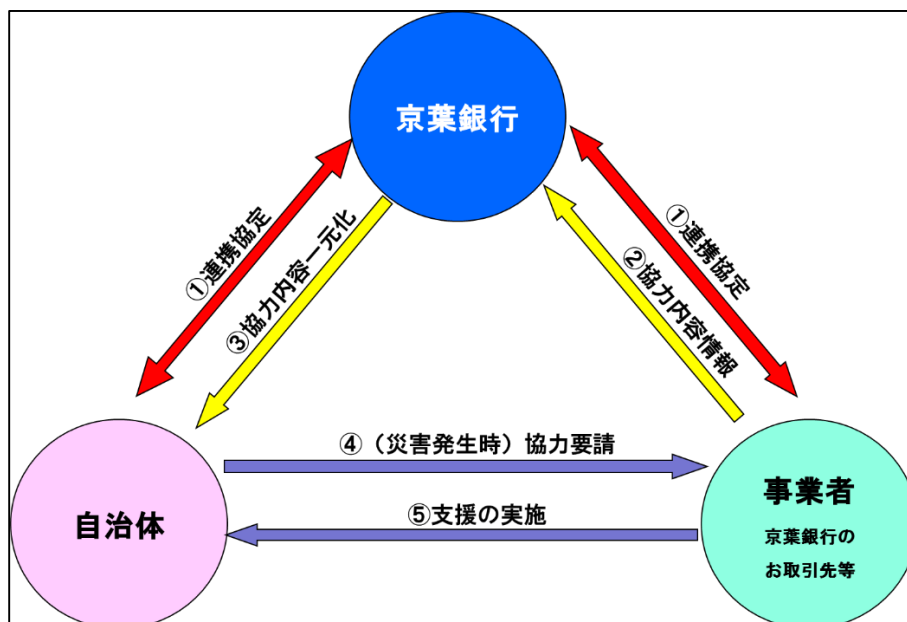 京葉銀行
①連携協定
③協力内容一元化
①連携協定
②協力内容情報
④（災害発生時）協力要請
⑤支援の実施
自治体
事業者
京葉銀行の
お取引先等